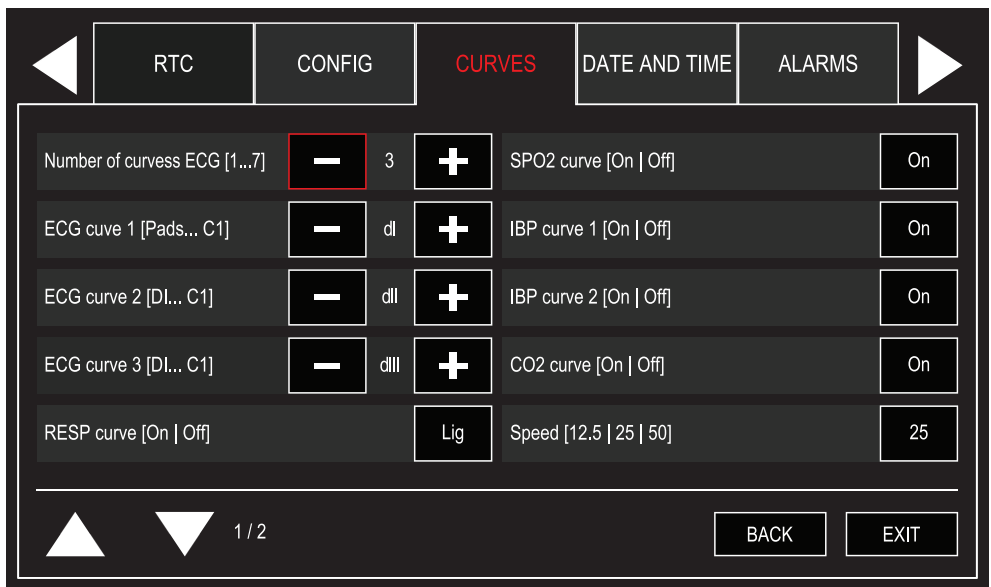 RTC CONFIG CURVES DATE AND TIME ALARMS
Number of curvess ECG [1...7] 3 SPO2 curve [On | Off] On
ECG cuve 1 [Pads... C1] dI IBP curve 1 [On | Off] On
ECG curve 2 [DI... C1] dII IBP curve 2 [On | Off] On
ECG curve 3 [DI... C1] dIII CO2 curve [On | Off] On
RESP curve [On | Off] Lig Speed [12.5 | 25 | 50] 25
1 / 2 BACK EXIT